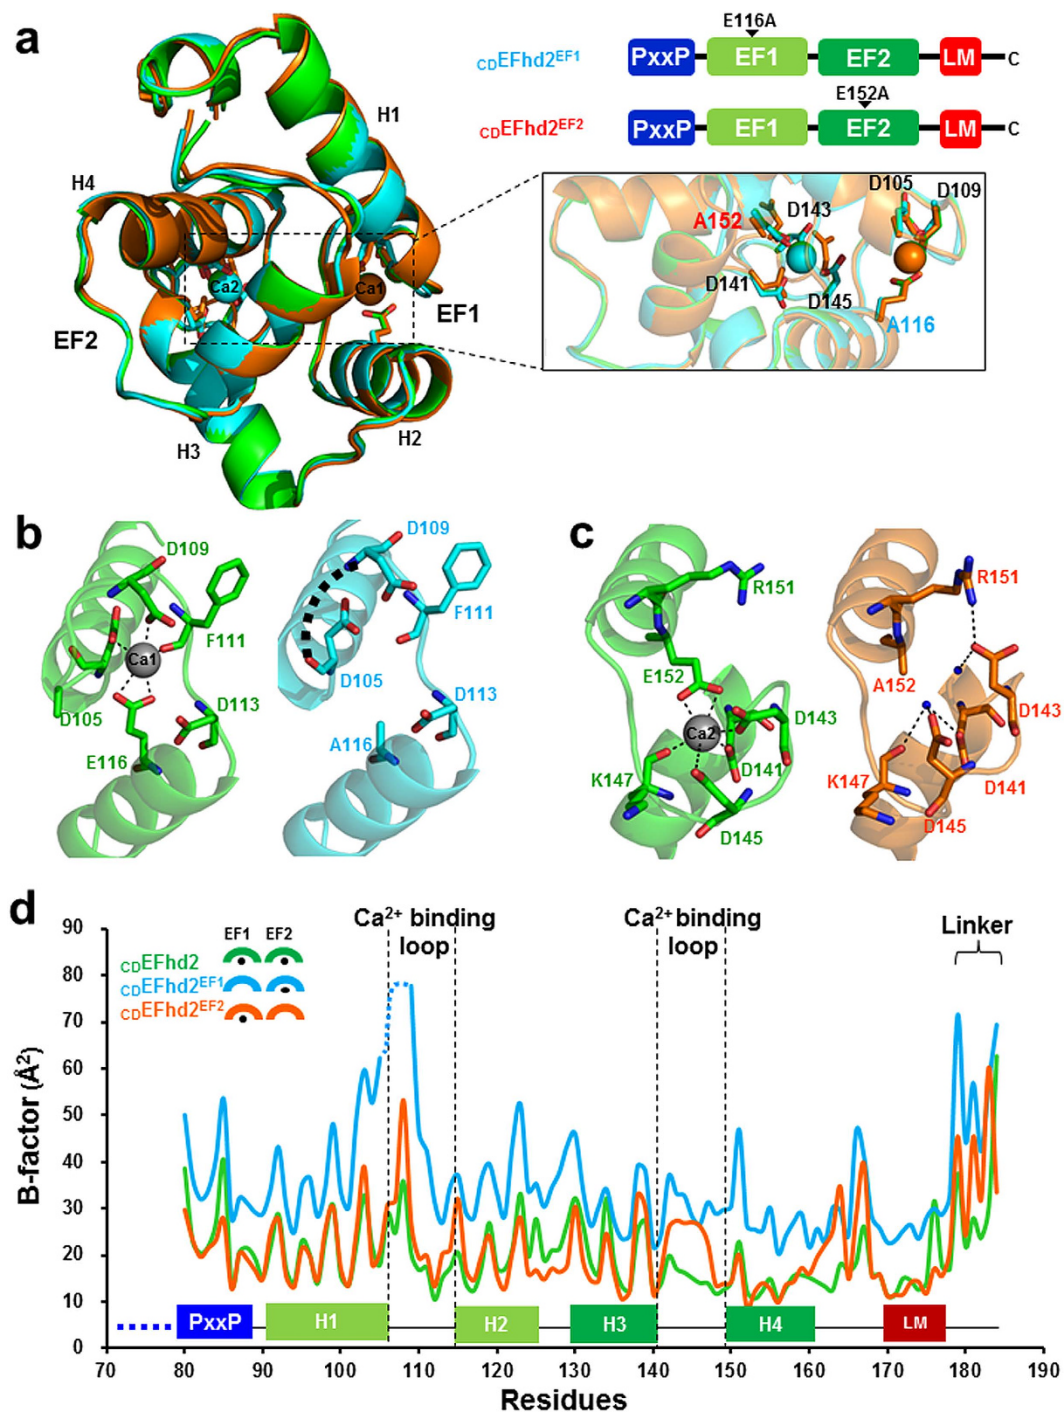 a
E116A
CDEFhd2EF1
PxxP
EF1
EF2
LM
C
E152A
CDEFhd2EF2
PxxP
EF1
EF2
LM
C
H1
H4
Ca2
Ca1
EF1
EF2
H3
H2
D105
D109
A152
D143
D141
D145
A116
b
D109
F111
Ca1
D105
D113
E116
D109
F111
D105
D113
A116
c
R151
E152
Ca2
D143
D141
K147
D145
R151
A152
D143
K147
D141
D145
d
Ca2+ binding
loop
Ca2+ binding
loop
Linker
EF1 EF2
CDEFhd2
CDEFhd2EF1
CDEFhd2EF2
B-factor (Å2)
90
80
70
60
50
40
30
20
10
0
PxxP
H1
H2
H3
H4
LM
70 80 90 100 110 120 130 140 150 160 170 180 190
Residues